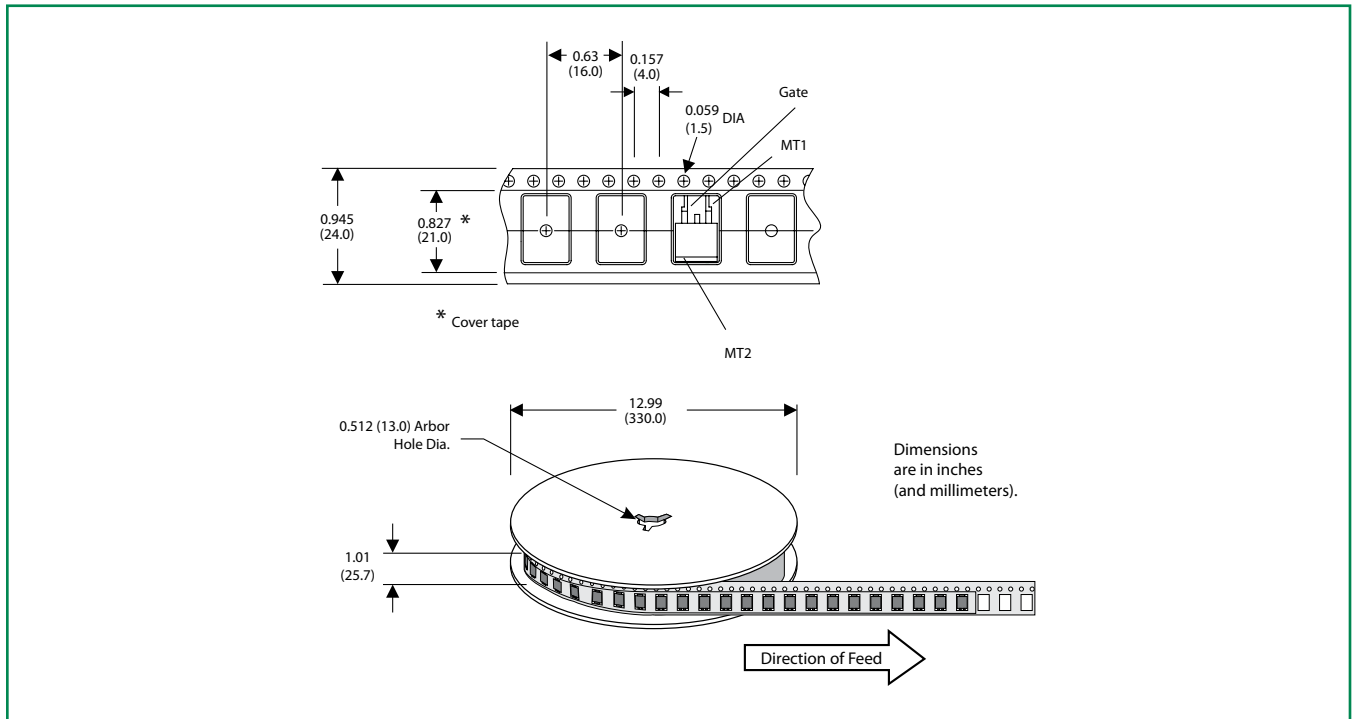 0.63
(16.0)
0.157
(4.0)
0.059
(1.5)
DIA
Gate
MT1
0.945
(24.0)
0.827
(21.0)
*
* Cover tape
MT2
12.99
(330.0)
0.512 (13.0) Arbor
Hole Dia.
Dimensions
are in inches
(and millimeters).
1.01
(25.7)
Direction of Feed